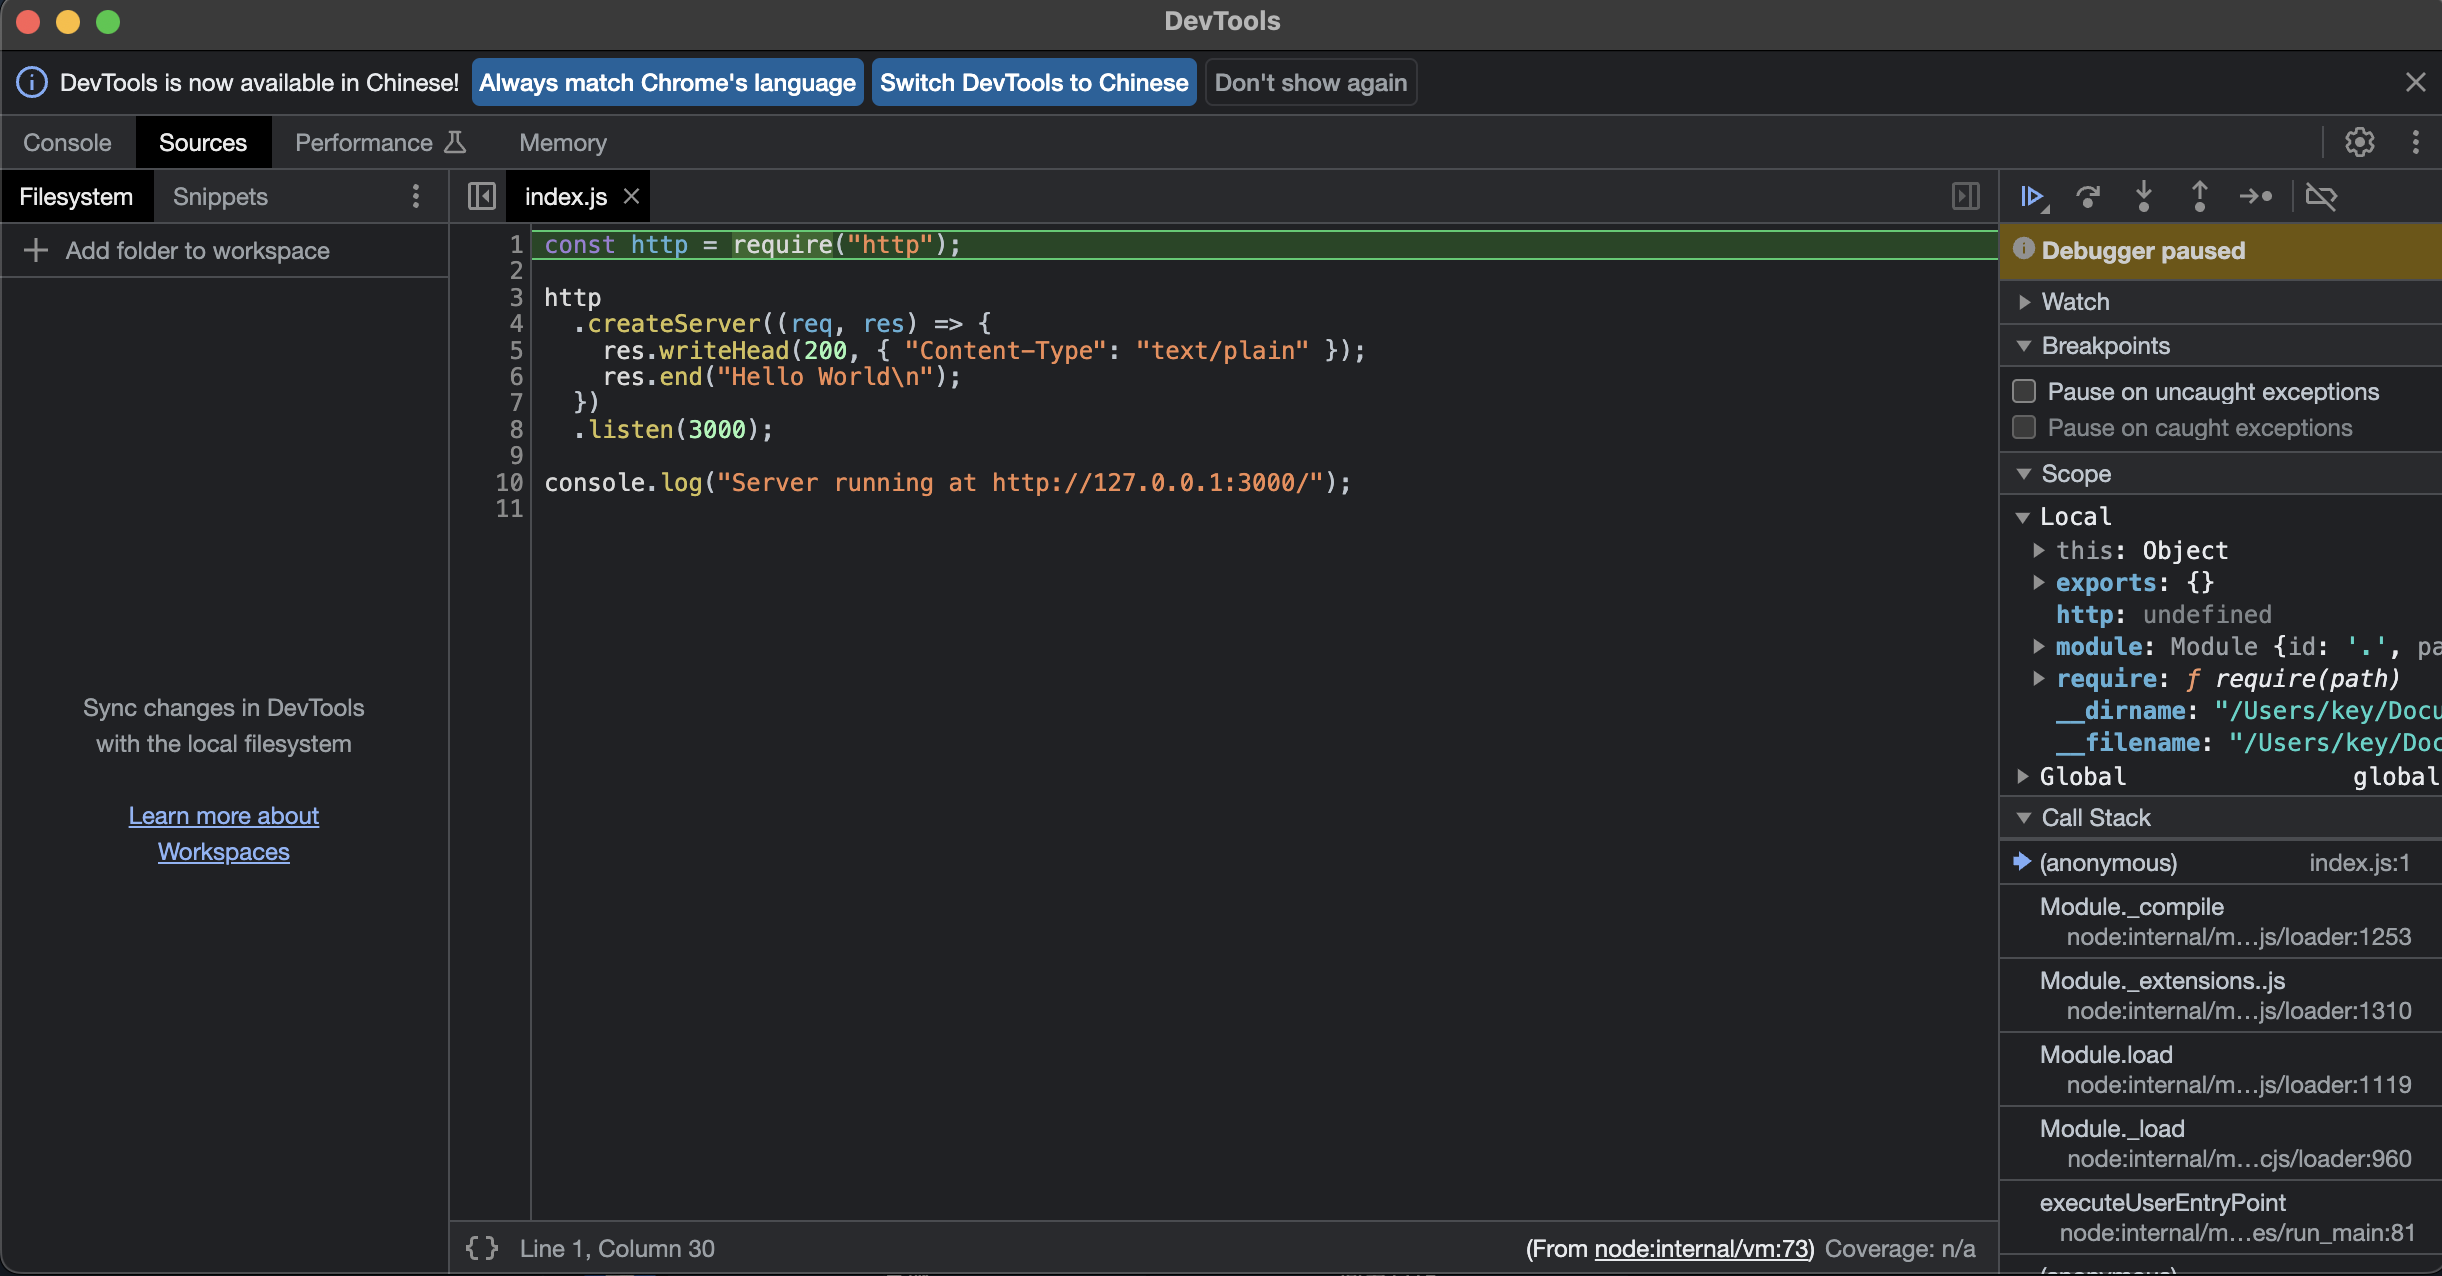 DevTools
DevTools is now available in Chinese! Always match Chrome's language Switch DevTools to Chinese Don't show again
Console Sources Performance Memory
Filesystem Snippets
index.js
Add folder to workspace
Sync changes in DevTools
with the local filesystem
Learn more about
Workspaces
1 const http = require("http");
2
3 http
4 .createServer((req, res) => {
5 res.writeHead(200, { "Content-Type": "text/plain" });
6 res.end("Hello World\n");
7 })
8 .listen(3000);
9
10 console.log("Server running at http://127.0.0.1:3000/");
11
{} Line 1, Column 30
(From node:internal/vm:73) Coverage: n/a
Debugger paused
Watch
Breakpoints
Pause on uncaught exceptions
Pause on caught exceptions
Scope
Local
this: Object
exports: {}
http: undefined
module: Module {id: '.', pa
require: ƒ require(path)
__dirname: "/Users/key/Docu
__filename: "/Users/key/Doc
Global global
Call Stack
(anonymous) index.js:1
Module._compile
node:internal/m…js/loader:1253
Module._extensions..js
node:internal/m…js/loader:1310
Module.load
node:internal/m…js/loader:1119
Module._load
node:internal/m…cjs/loader:960
executeUserEntryPoint
node:internal/m…es/run_main:81